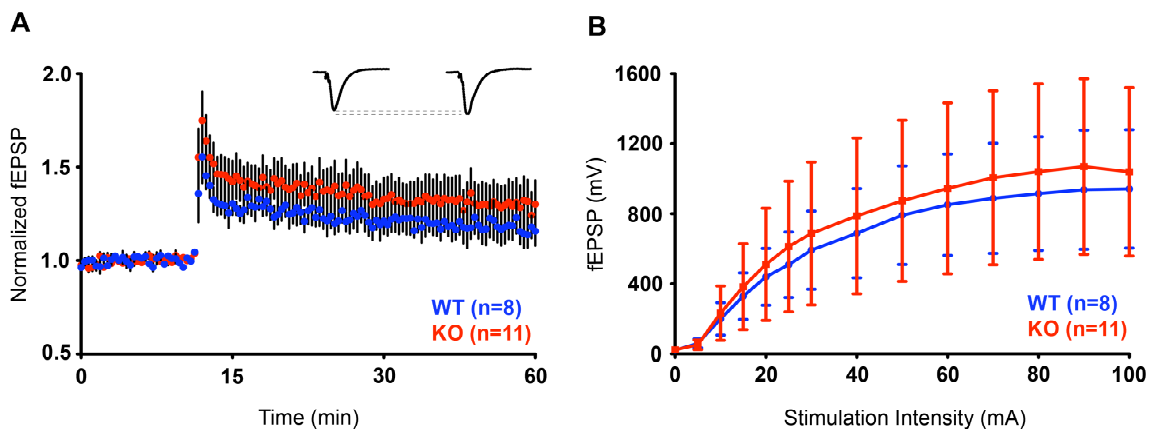 A
Normalized fEPSP
2.0
1.5
1.0
0.5
WT (n=8)
KO (n=11)
0
15
30
60
Time (min)
B
fEPSP (mV)
1600
1200
800
400
0
WT (n=8)
KO (n=11)
0
20
40
60
80
100
Stimulation Intensity (mA)